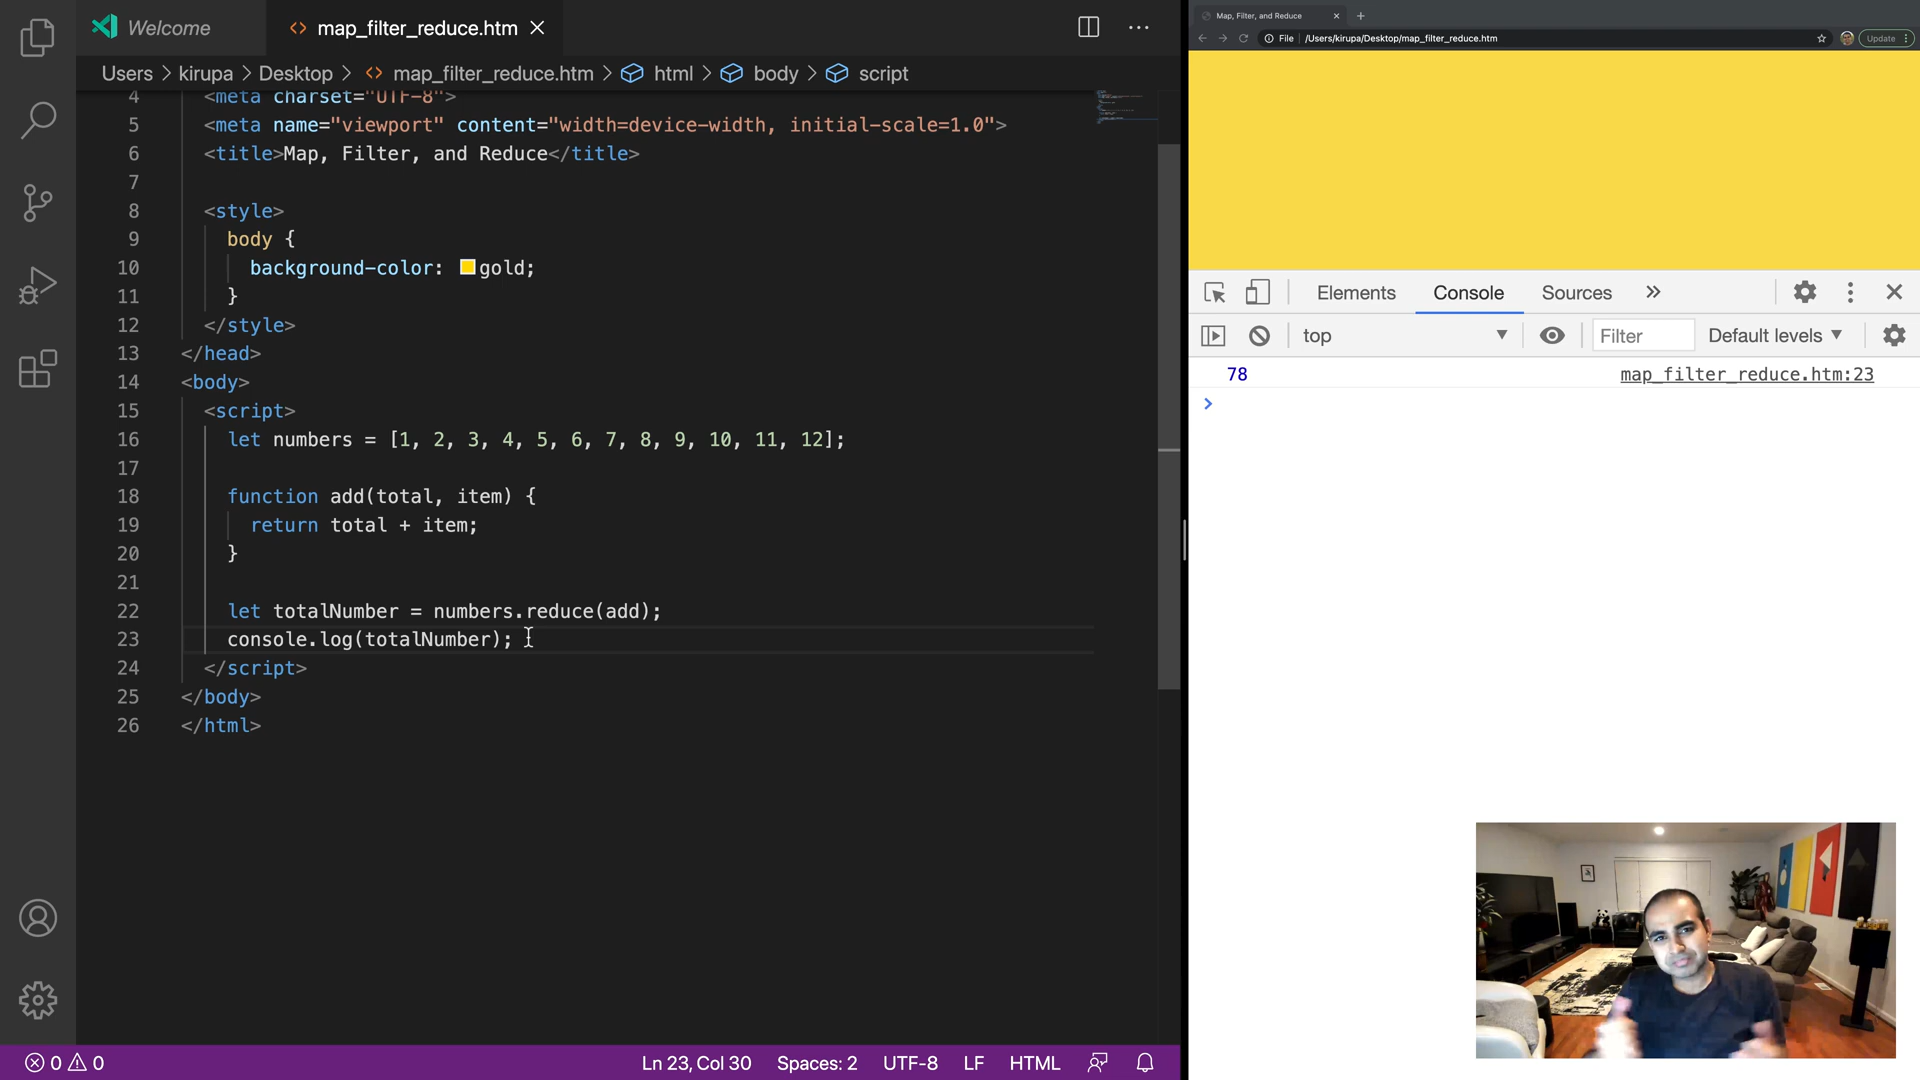 Welcome
map_filter_reduce.htm
Users > kirupa > Desktop > map_filter_reduce.htm > html > body > script
4 <meta charset="UTF-8">
5 <meta name="viewport" content="width=device-width, initial-scale=1.0">
6 <title>Map, Filter, and Reduce</title>
7
8 <style>
9 body {
10 background-color: gold;
11 }
12 </style>
13 </head>
14 <body>
15 <script>
16 let numbers = [1, 2, 3, 4, 5, 6, 7, 8, 9, 10, 11, 12];
17
18 function add(total, item) {
19 return total + item;
20 }
21
22 let totalNumber = numbers.reduce(add);
23 console.log(totalNumber);
24 </script>
25 </body>
26 </html>
0 0
Ln 23, Col 30 Spaces: 2 UTF-8 LF HTML
Map, Filter, and Reduce
File | /Users/kirupa/Desktop/map_filter_reduce.htm Update
Elements Console Sources
top Filter Default levels
78 map_filter_reduce.htm:23